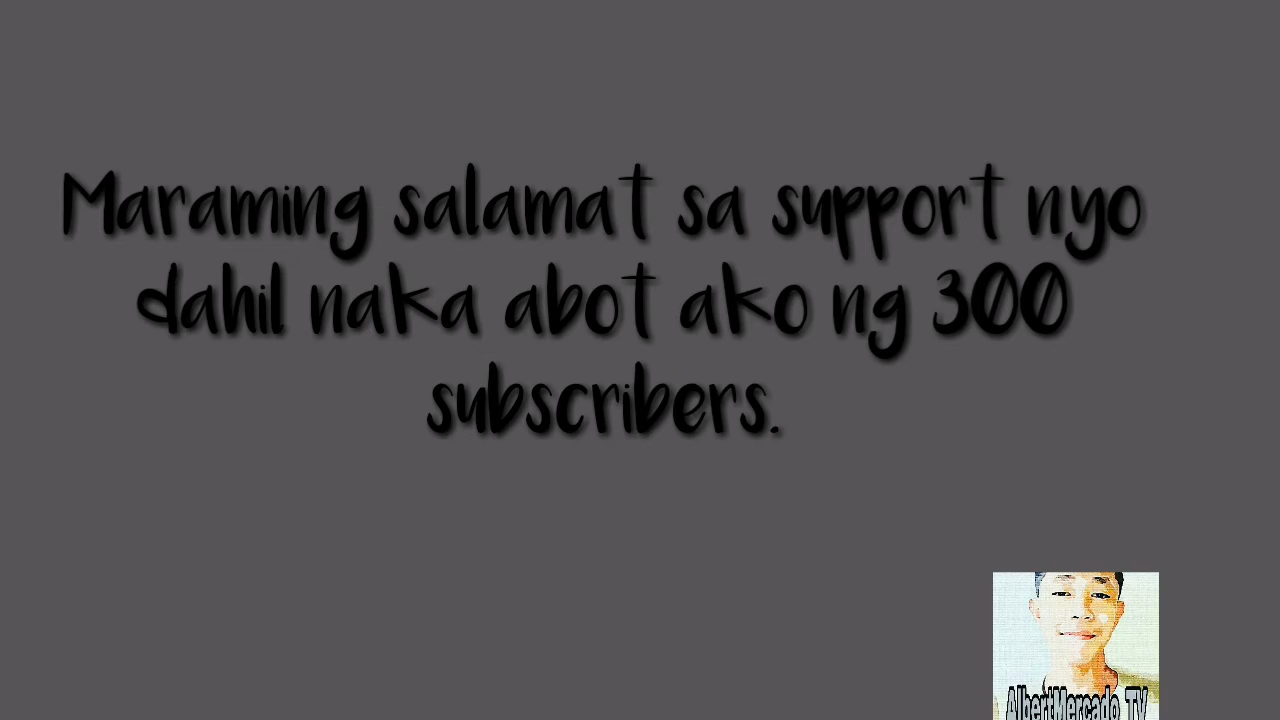 Maraming salamat sa support nyo
dahil naka abot ako ng 300
subscribers.
AlbertMercado TV